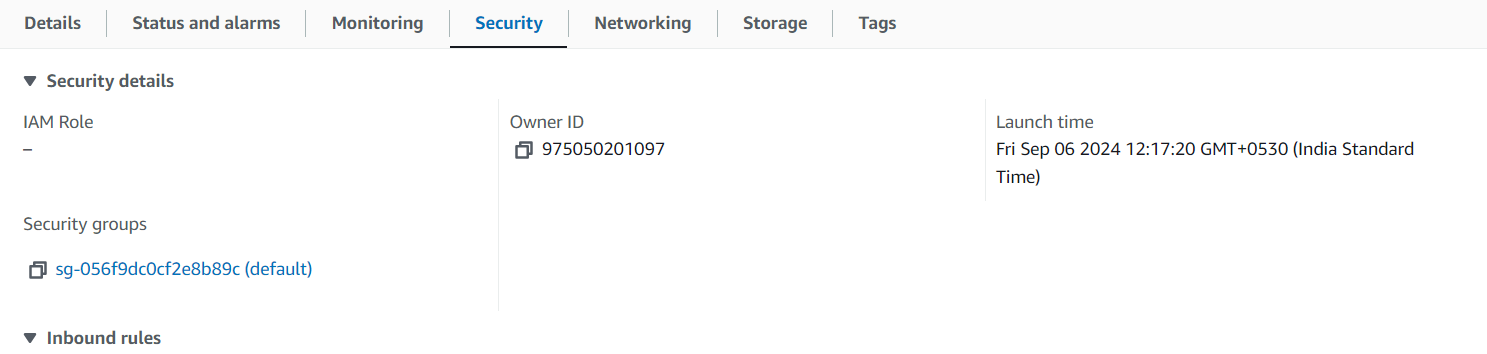 Details Status and alarms Monitoring Security Networking Storage Tags
Security details
IAM Role
–
Owner ID
975050201097
Launch time
Fri Sep 06 2024 12:17:20 GMT+0530 (India Standard
Time)
Security groups
sg-056f9dc0cf2e8b89c (default)
Inbound rules